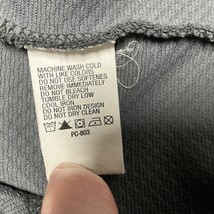 MACHINE WASH COLD
WITH LIKE COLORS
DO NOT USE SOFTENERS
REMOVE IMMEDIATELY
DO NOT BLEACH
TUMBLE DRY LOW
COOL IRON
DO NOT IRON DESIGN
DO NOT DRY CLEAN
PC-803